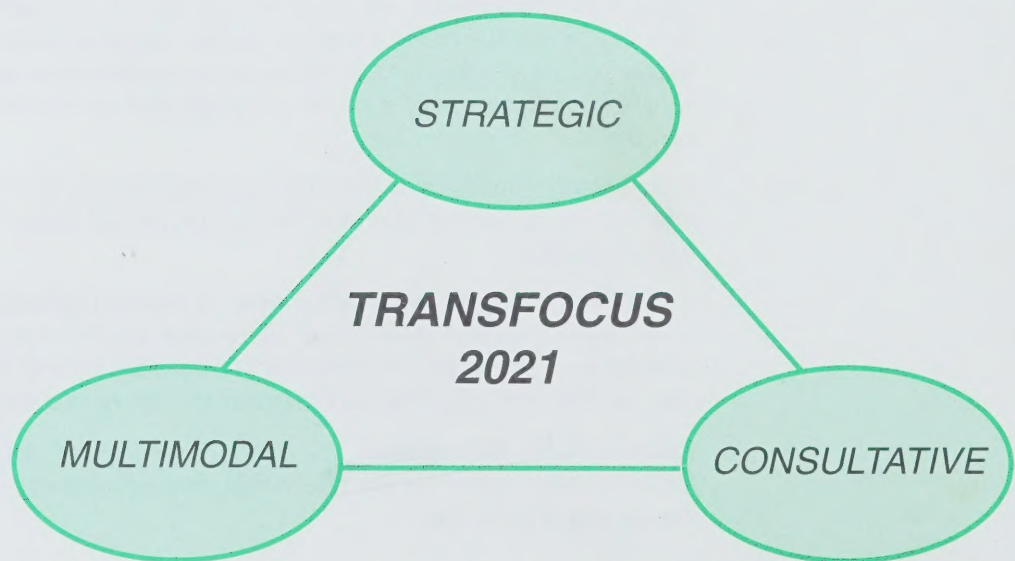 STRATEGIC
TRANSFOCUS
2021
MULTIMODAL
CONSULTATIVE